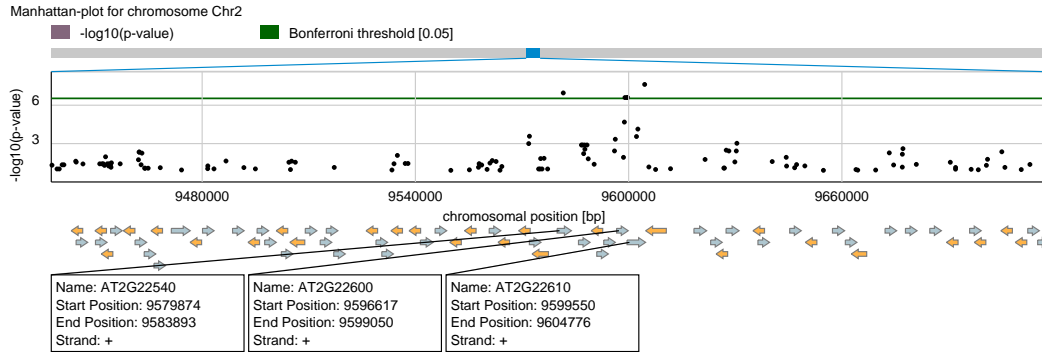 Manhattan-plot for chromosome Chr2
-log10(p-value) Bonferroni threshold [0.05]
-log10(p-value)
6
3
9480000 9540000 9600000 9660000
chromosomal position [bp]
Name: AT2G22540 Name: AT2G22600 Name: AT2G22610
Start Position: 9579874 Start Position: 9596617 Start Position: 9599550
End Position: 9583893 End Position: 9599050 End Position: 9604776
Strand: + Strand: + Strand: +